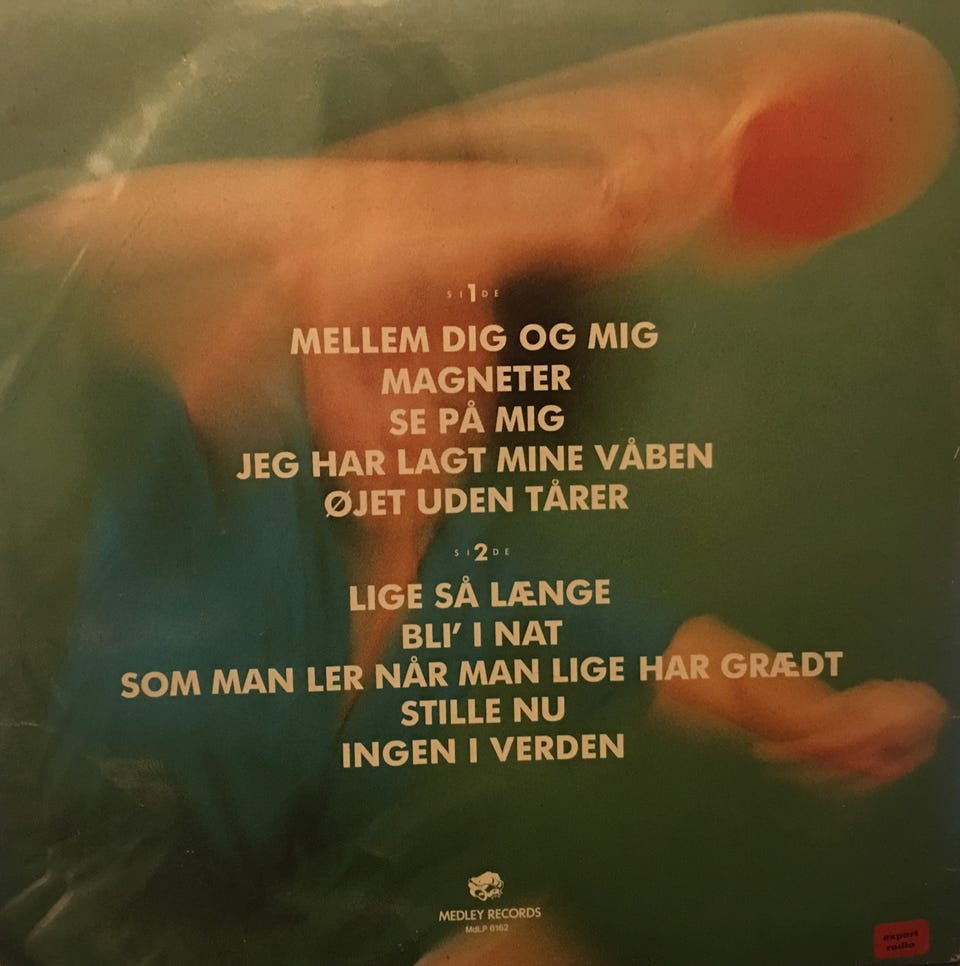 SI1DE
MELLEM DIG OG MIG
MAGNETER
SE PÅ MIG
JEG HAR LAGT MINE VÅBEN
ØJET UDEN TÅRER
SI2DE
LIGE SÅ LÆNGE
BLI' I NAT
SOM MAN LER NÅR MAN LIGE HAR GRÆDT
STILLE NU
INGEN I VERDEN
MEDLEY RECORDS
MdLP 6162
expert
radio